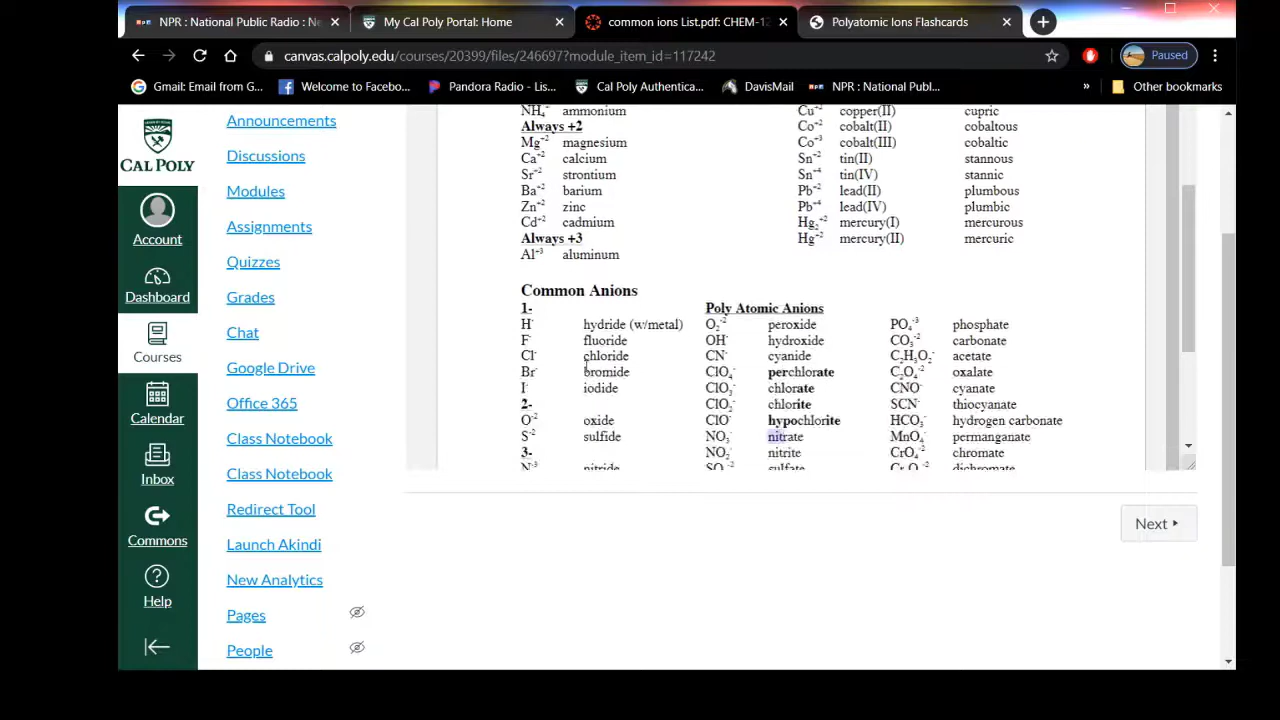 NPR : National Public Radio : Ne
My Cal Poly Portal: Home
common ions List.pdf: CHEM-12
Polyatomic Ions Flashcards
canvas.calpoly.edu/courses/20399/files/246697?module_item_id=117242
Paused
Gmail: Email from G...
Welcome to Facebo...
Pandora Radio - Lis...
Cal Poly Authentica...
DavisMail
NPR : National Publ...
»
Other bookmarks
CAL POLY
Account
Dashboard
Courses
Calendar
Inbox
Commons
Help
Announcements
Discussions
Modules
Assignments
Quizzes
Grades
Chat
Google Drive
Office 365
Class Notebook
Class Notebook
Redirect Tool
Launch Akindi
New Analytics
Pages
People
NH₄⁺ ammonium
Always +2
Mg⁺² magnesium
Ca⁺² calcium
Sr⁺² strontium
Ba⁺² barium
Zn⁺² zinc
Cd⁺² cadmium
Always +3
Al⁺³ aluminum
Cu⁺² copper(II) cupric
Co⁺² cobalt(II) cobaltous
Co⁺³ cobalt(III) cobaltic
Sn⁺² tin(II) stannous
Sn⁺⁴ tin(IV) stannic
Pb⁺² lead(II) plumbous
Pb⁺⁴ lead(IV) plumbic
Hg₂⁺² mercury(I) mercurous
Hg⁺² mercury(II) mercuric
Common Anions
1-
H⁻ hydride (w/metal)
F⁻ fluoride
Cl⁻ chloride
Br⁻ bromide
I⁻ iodide
2-
O⁻² oxide
S⁻² sulfide
3-
N⁻³ nitride
Poly Atomic Anions
O₂⁻² peroxide
OH⁻ hydroxide
CN⁻ cyanide
ClO₄⁻ perchlorate
ClO₃⁻ chlorate
ClO₂⁻ chlorite
ClO⁻ hypochlorite
NO₃⁻ nitrate
NO₂⁻ nitrite
SO₄⁻² sulfate
PO₄⁻³ phosphate
CO₃⁻² carbonate
C₂H₃O₂⁻ acetate
C₂O₄⁻² oxalate
CNO⁻ cyanate
SCN⁻ thiocyanate
HCO₃⁻ hydrogen carbonate
MnO₄⁻ permanganate
CrO₄⁻² chromate
Cr₂O₇⁻² dichromate
Next